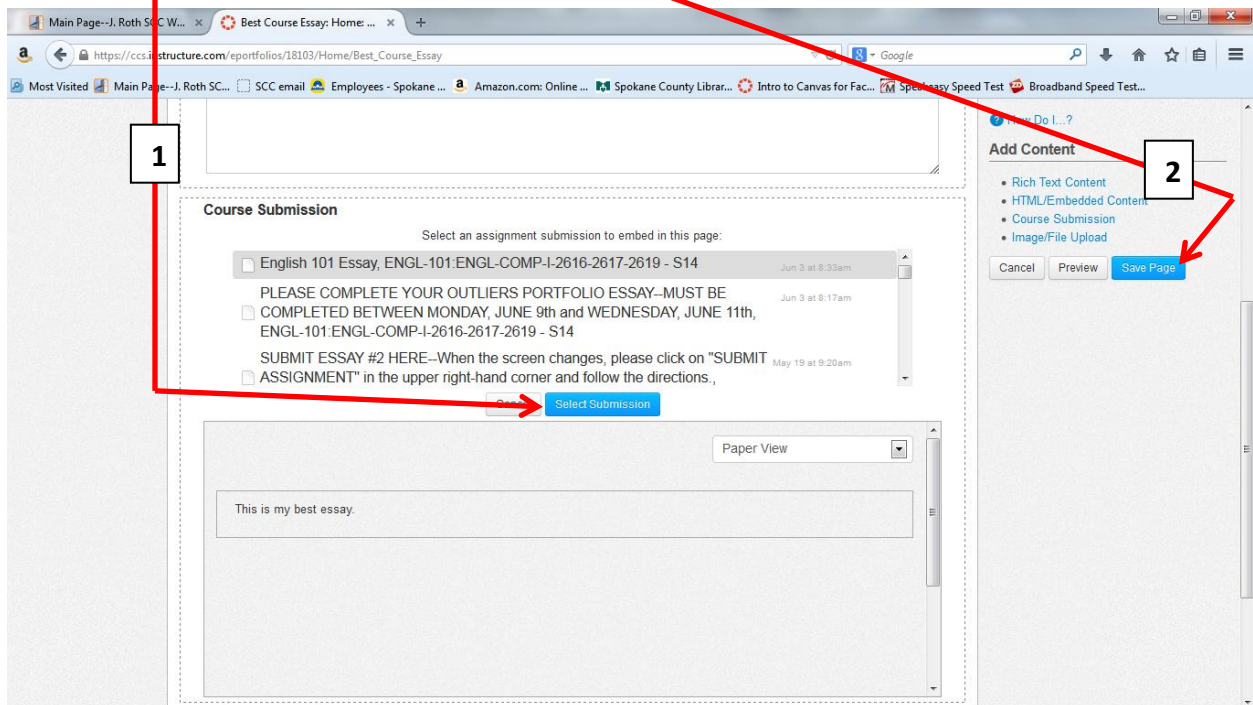 Main Page--J. Roth SCC W... × Best Course Essay: Home: ... × +
https://ccs.instructure.com/eportfolios/18103/Home/Best_Course_Essay Google
Most Visited Main Page--J. Roth SC... SCC email Employees - Spokane ... Amazon.com: Online ... Spokane County Librar... Intro to Canvas for Fac... Speakeasy Speed Test Broadband Speed Test...
How Do I...?
Add Content
1
2
Rich Text Content
HTML/Embedded Content
Course Submission
Image/File Upload
Cancel Preview Save Page
Course Submission
Select an assignment submission to embed in this page:
English 101 Essay, ENGL-101:ENGL-COMP-I-2616-2617-2619 - S14 Jun 3 at 8:33am
PLEASE COMPLETE YOUR OUTLIERS PORTFOLIO ESSAY--MUST BE Jun 3 at 8:17am
COMPLETED BETWEEN MONDAY, JUNE 9th and WEDNESDAY, JUNE 11th,
ENGL-101:ENGL-COMP-I-2616-2617-2619 - S14
SUBMIT ESSAY #2 HERE--When the screen changes, please click on "SUBMIT May 19 at 9:20am
ASSIGNMENT" in the upper right-hand corner and follow the directions.,
Select Submission
Paper View
This is my best essay.